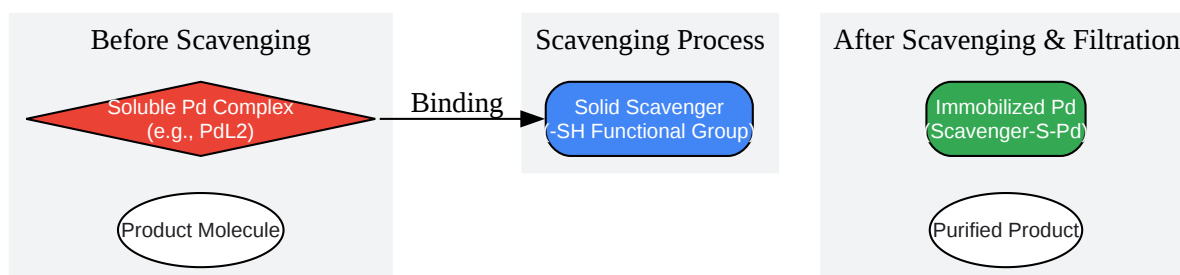 Before Scavenging
Soluble Pd Complex
(e.g., PdL2)
Product Molecule
Binding
Scavenging Process
Solid Scavenger
(-SH Functional Group)
After Scavenging & Filtration
Immobilized Pd
(Scavenger-S-Pd)
Purified Product